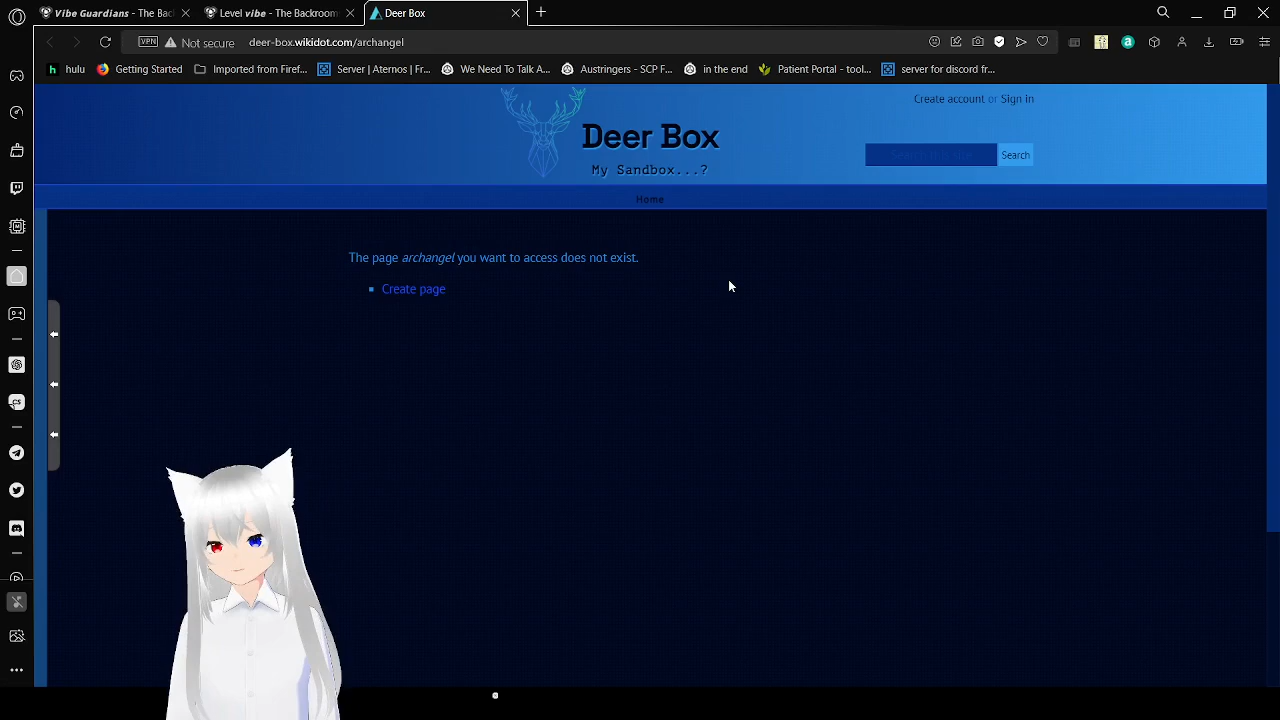 Vibe Guardians - The Bac
Level vibe - The Backroom
Deer Box
VPN
Not secure
deer-box.wikidot.com/archangel
hulu
Getting Started
Imported from Firef...
Server | Aternos | Fr...
We Need To Talk A...
Austringers - SCP F...
in the end
Patient Portal - tool...
server for discord fr...
Create account or Sign in
Deer Box
My Sandbox...?
Search this site
Search
Home
The page archangel you want to access does not exist.
Create page